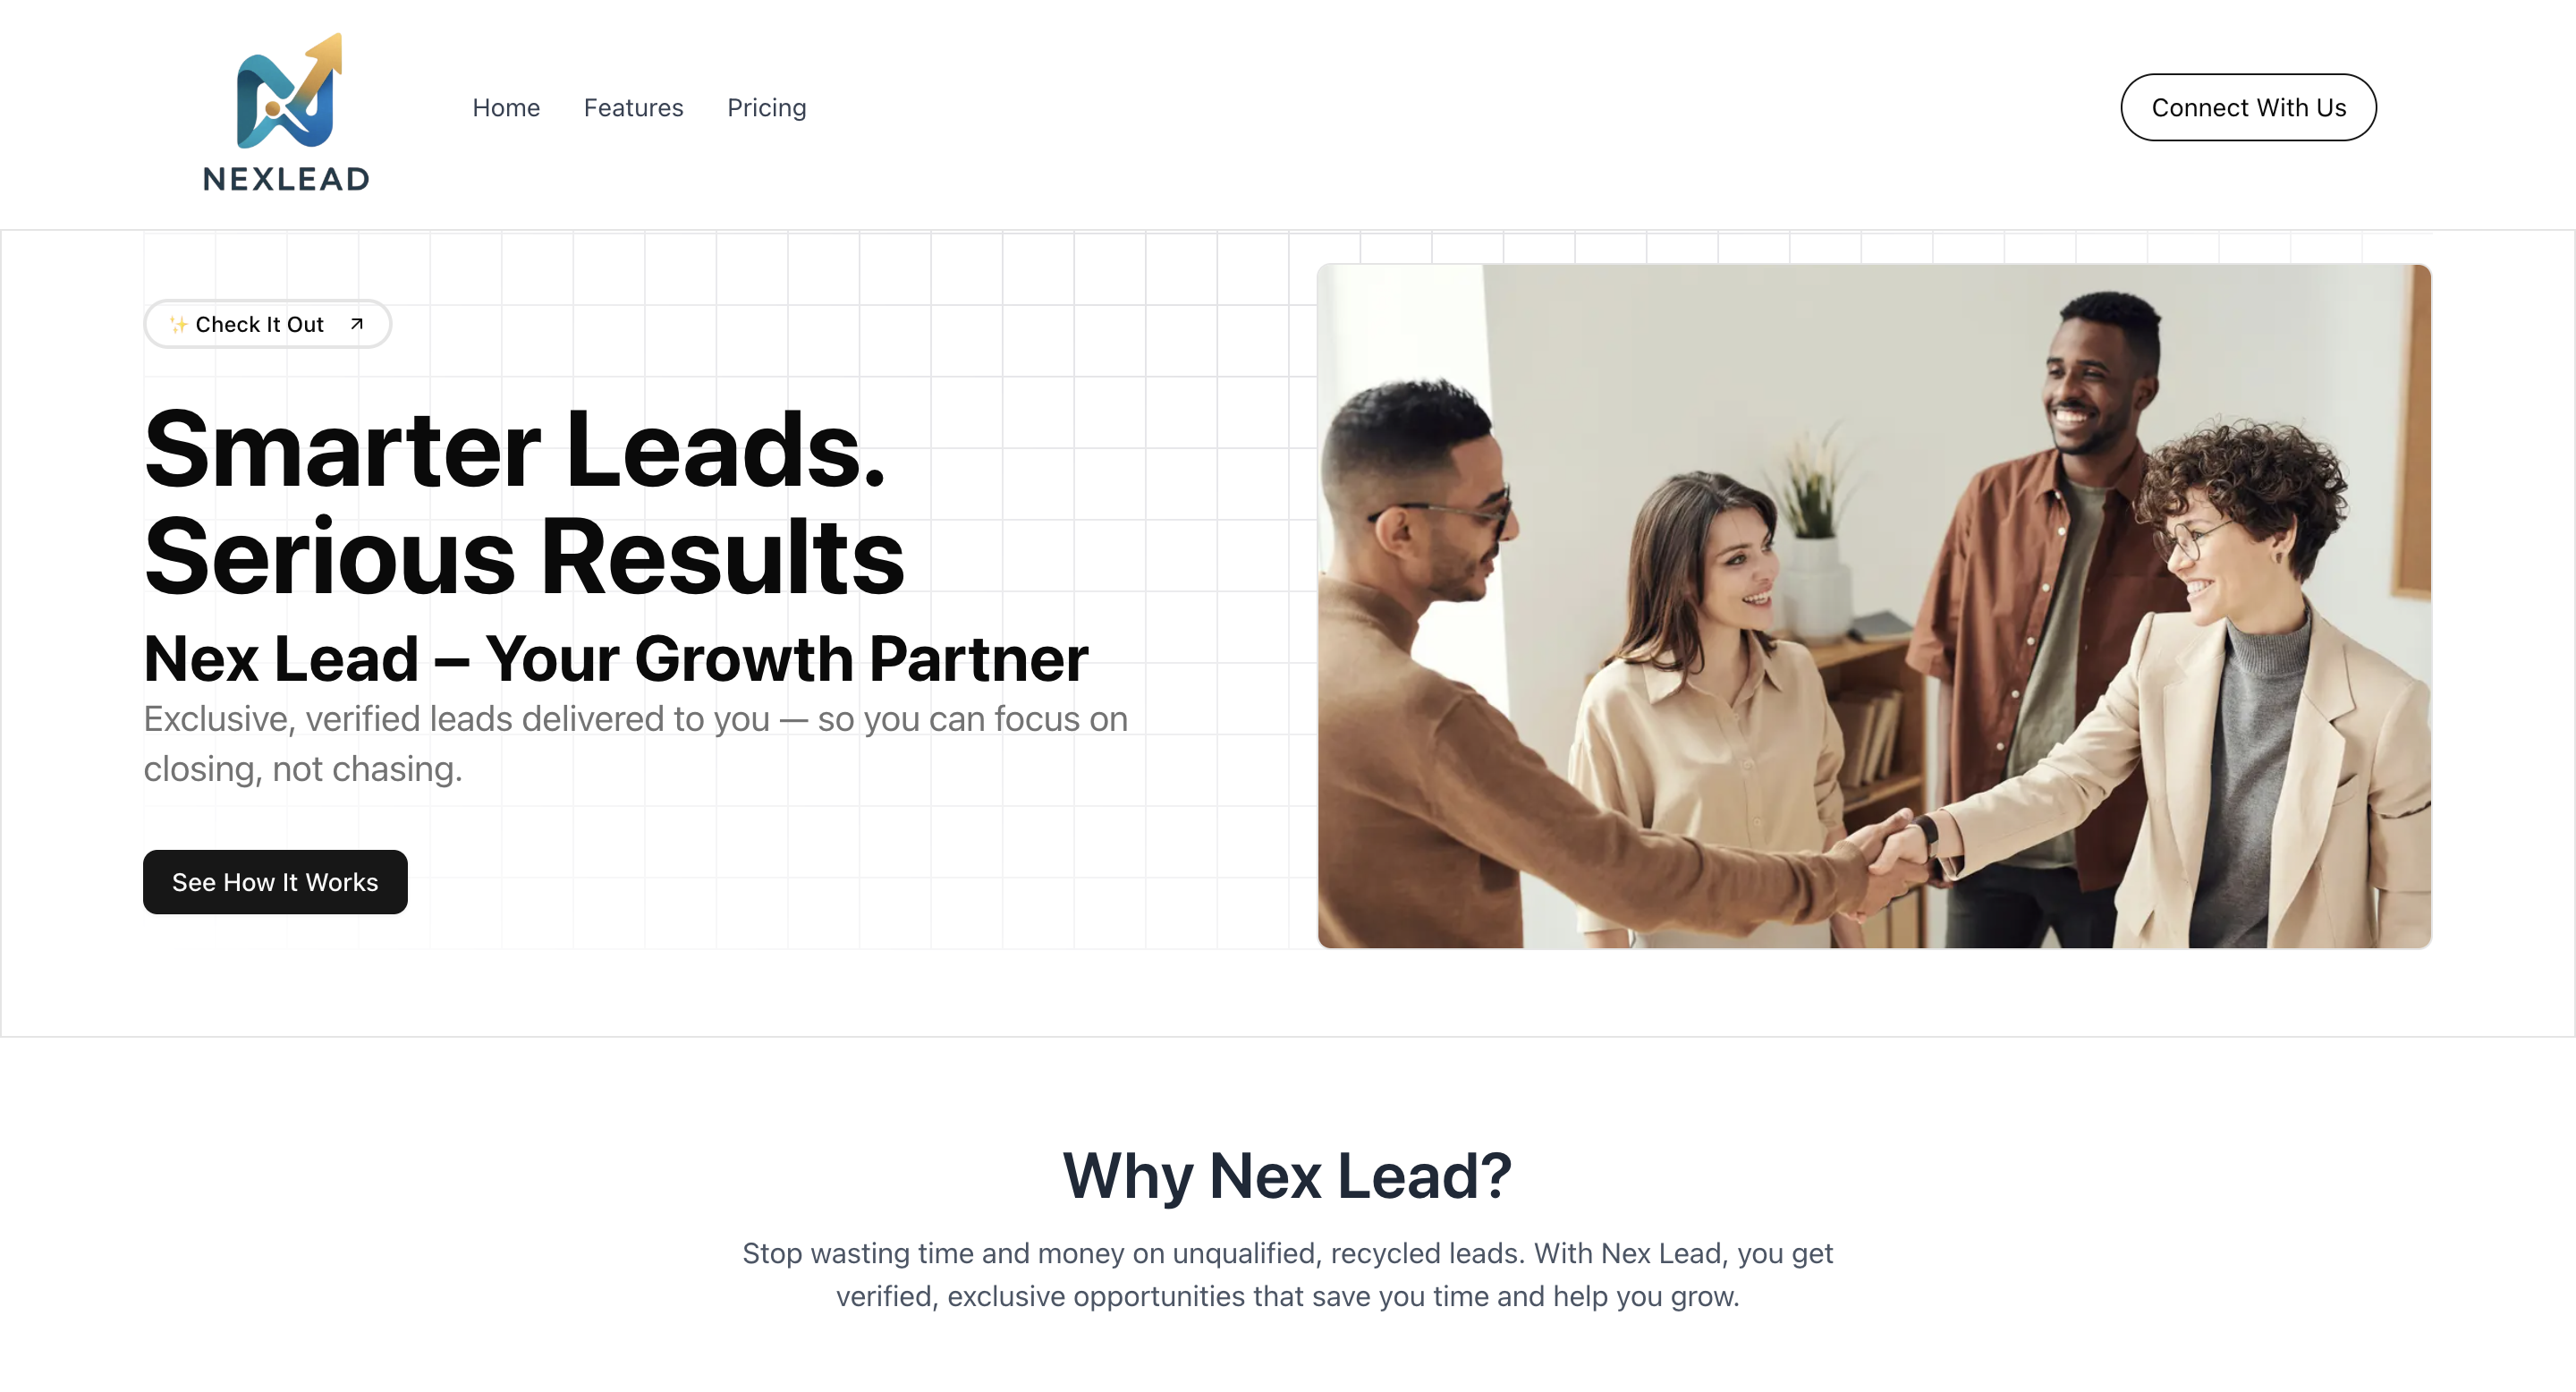 NEXLEAD
Home
Features
Pricing
Connect With Us
✨ Check It Out
Smarter Leads.
Serious Results
Nex Lead – Your Growth Partner
Exclusive, verified leads delivered to you — so you can focus on
closing, not chasing.
See How It Works
Why Nex Lead?
Stop wasting time and money on unqualified, recycled leads. With Nex Lead, you get
verified, exclusive opportunities that save you time and help you grow.